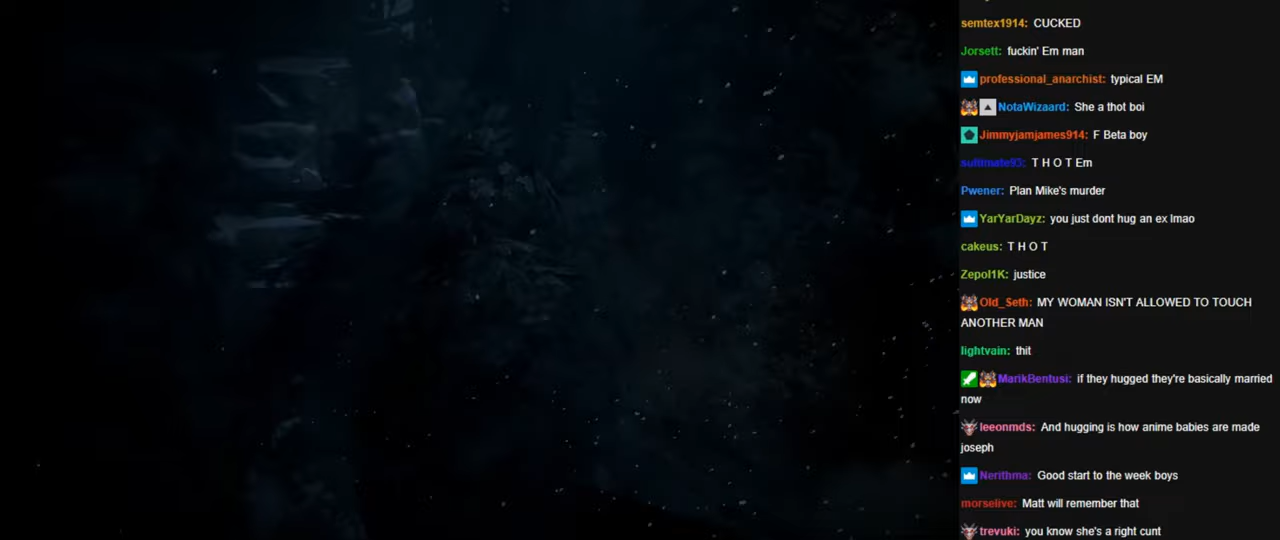 semtex1914: CUCKED
Jorsett: fuckin' Em man
professional_anarchist: typical EM
NotaWizaard: She a thot boi
Jimmyjamjames914: F Beta boy
sultimate93: T H O T Em
Pwener: Plan Mike's murder
YarYarDayz: you just dont hug an ex lmao
cakeus: T H O T
Zepol1K: justice
Old_Seth: MY WOMAN ISN'T ALLOWED TO TOUCH
ANOTHER MAN
lightvain: thit
MarikBentusi: if they hugged they're basically married
now
leeonmds: And hugging is how anime babies are made
joseph
Nerithma: Good start to the week boys
morselive: Matt will remember that
trevuki: you know she's a right cunt